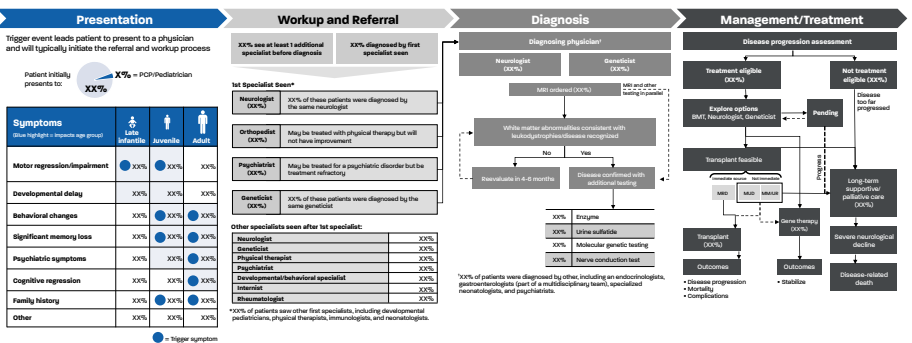 Presentation
Trigger event leads patient to present to a physician
and will typically initiate the referral and workup process
Patient initially
presents to:
X% = PCP/Pediatrician
XX%
Symptoms
(Blue highlight = impacts age group)
Late
infantile
Juvenile
Adult
Motor regression/impairment XX% XX% XX%
Developmental delay XX% XX% XX%
Behavioral changes XX% XX% XX%
Significant memory loss XX% XX% XX%
Psychiatric symptoms XX% XX% XX%
Cognitive regression XX% XX% XX%
Family history XX% XX% XX%
Other XX% XX% XX%
= Trigger symptom
Workup and Referral
XX% see at least 1 additional
specialist before diagnosis
XX% diagnosed by first
specialist seen
1st Specialist Seen*
Neurologist
(XX%)
XX% of these patients were diagnosed by
the same neurologist
Orthopedist
(XX%)
May be treated with physical therapy but will
not have improvement
Psychiatrist
(XX%)
May be treated for a psychiatric disorder but be
treatment refractory
Geneticist
(XX%)
XX% of these patients were diagnosed by the
same geneticist
Other specialists seen after 1st specialist:
Neurologist XX%
Geneticist XX%
Physical therapist XX%
Psychiatrist XX%
Developmental/behavioral specialist XX%
Internist XX%
Rheumatologist XX%
*XX% of patients saw other first specialists, including developmental
pediatricians, physical therapists, immunologists, and neonatologists.
Diagnosis
Diagnosing physician†
Neurologist
(XX%)
Geneticist
(XX%)
MRI ordered (XX%)
MRI and other
testing in parallel
White matter abnormalities consistent with
leukodystrophies/disease recognized
No
Yes
Reevaluate in 4-6 months
Disease confirmed with
additional testing
XX% Enzyme
XX% Urine sulfatide
XX% Molecular genetic testing
XX% Nerve conduction test
†XX% of patients were diagnosed by other, including an endocrinologists,
gastroenterologists (part of a multidisciplinary team), specialized
neonatologists, and psychiatrists.
Management/Treatment
Disease progression assessment
Treatment eligible
(XX%)
Not treatment
eligible (XX%)
Disease
too far
progressed
Explore options
BMT, Neurologist, Geneticist
Pending
Transplant feasible
Progress
Immediate source
Not immediate
MRD
MUD
MM/UR
Long-term
supportive/
palliative care
(XX%)
Gene therapy
(XX%)
Transplant
(XX%)
Severe neurological
decline
Outcomes
• Disease progression
• Mortality
• Complications
Outcomes
• Stabilize
Disease-related
death